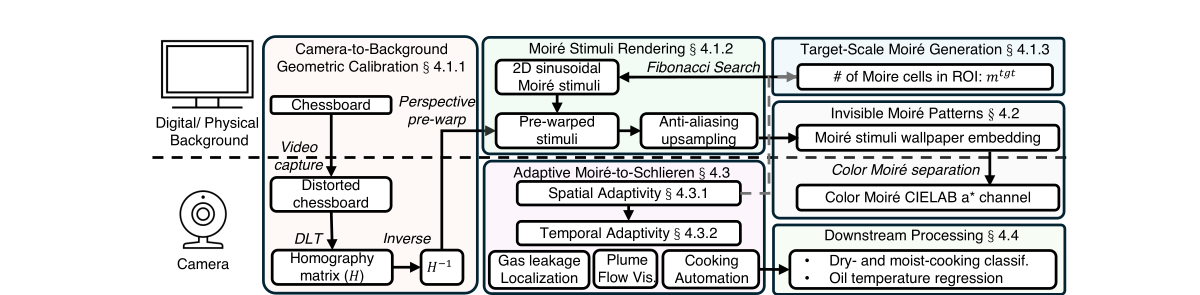 Digital/ Physical
Background
Camera
Camera-to-Background
Geometric Calibration § 4.1.1
Chessboard
Video
capture
Distorted
chessboard
DLT
Homography
matrix (H)
Inverse
H⁻¹
Perspective
pre-warp
Moiré Stimuli Rendering § 4.1.2
2D sinusoidal
Moiré stimuli
Fibonacci Search
Pre-warped
stimuli
Anti-aliasing
upsampling
Adaptive Moiré-to-Schlieren § 4.3
Spatial Adaptivity § 4.3.1
Temporal Adaptivity § 4.3.2
Gas leakage
Localization
Plume
Flow Vis.
Cooking
Automation
Target-Scale Moiré Generation § 4.1.3
# of Moire cells in ROI: mᵗᵍᵗ
Invisible Moiré Patterns § 4.2
Moiré stimuli wallpaper embedding
Color Moiré separation
Color Moiré CIELAB a* channel
Downstream Processing § 4.4
• Dry- and moist-cooking classif.
• Oil temperature regression